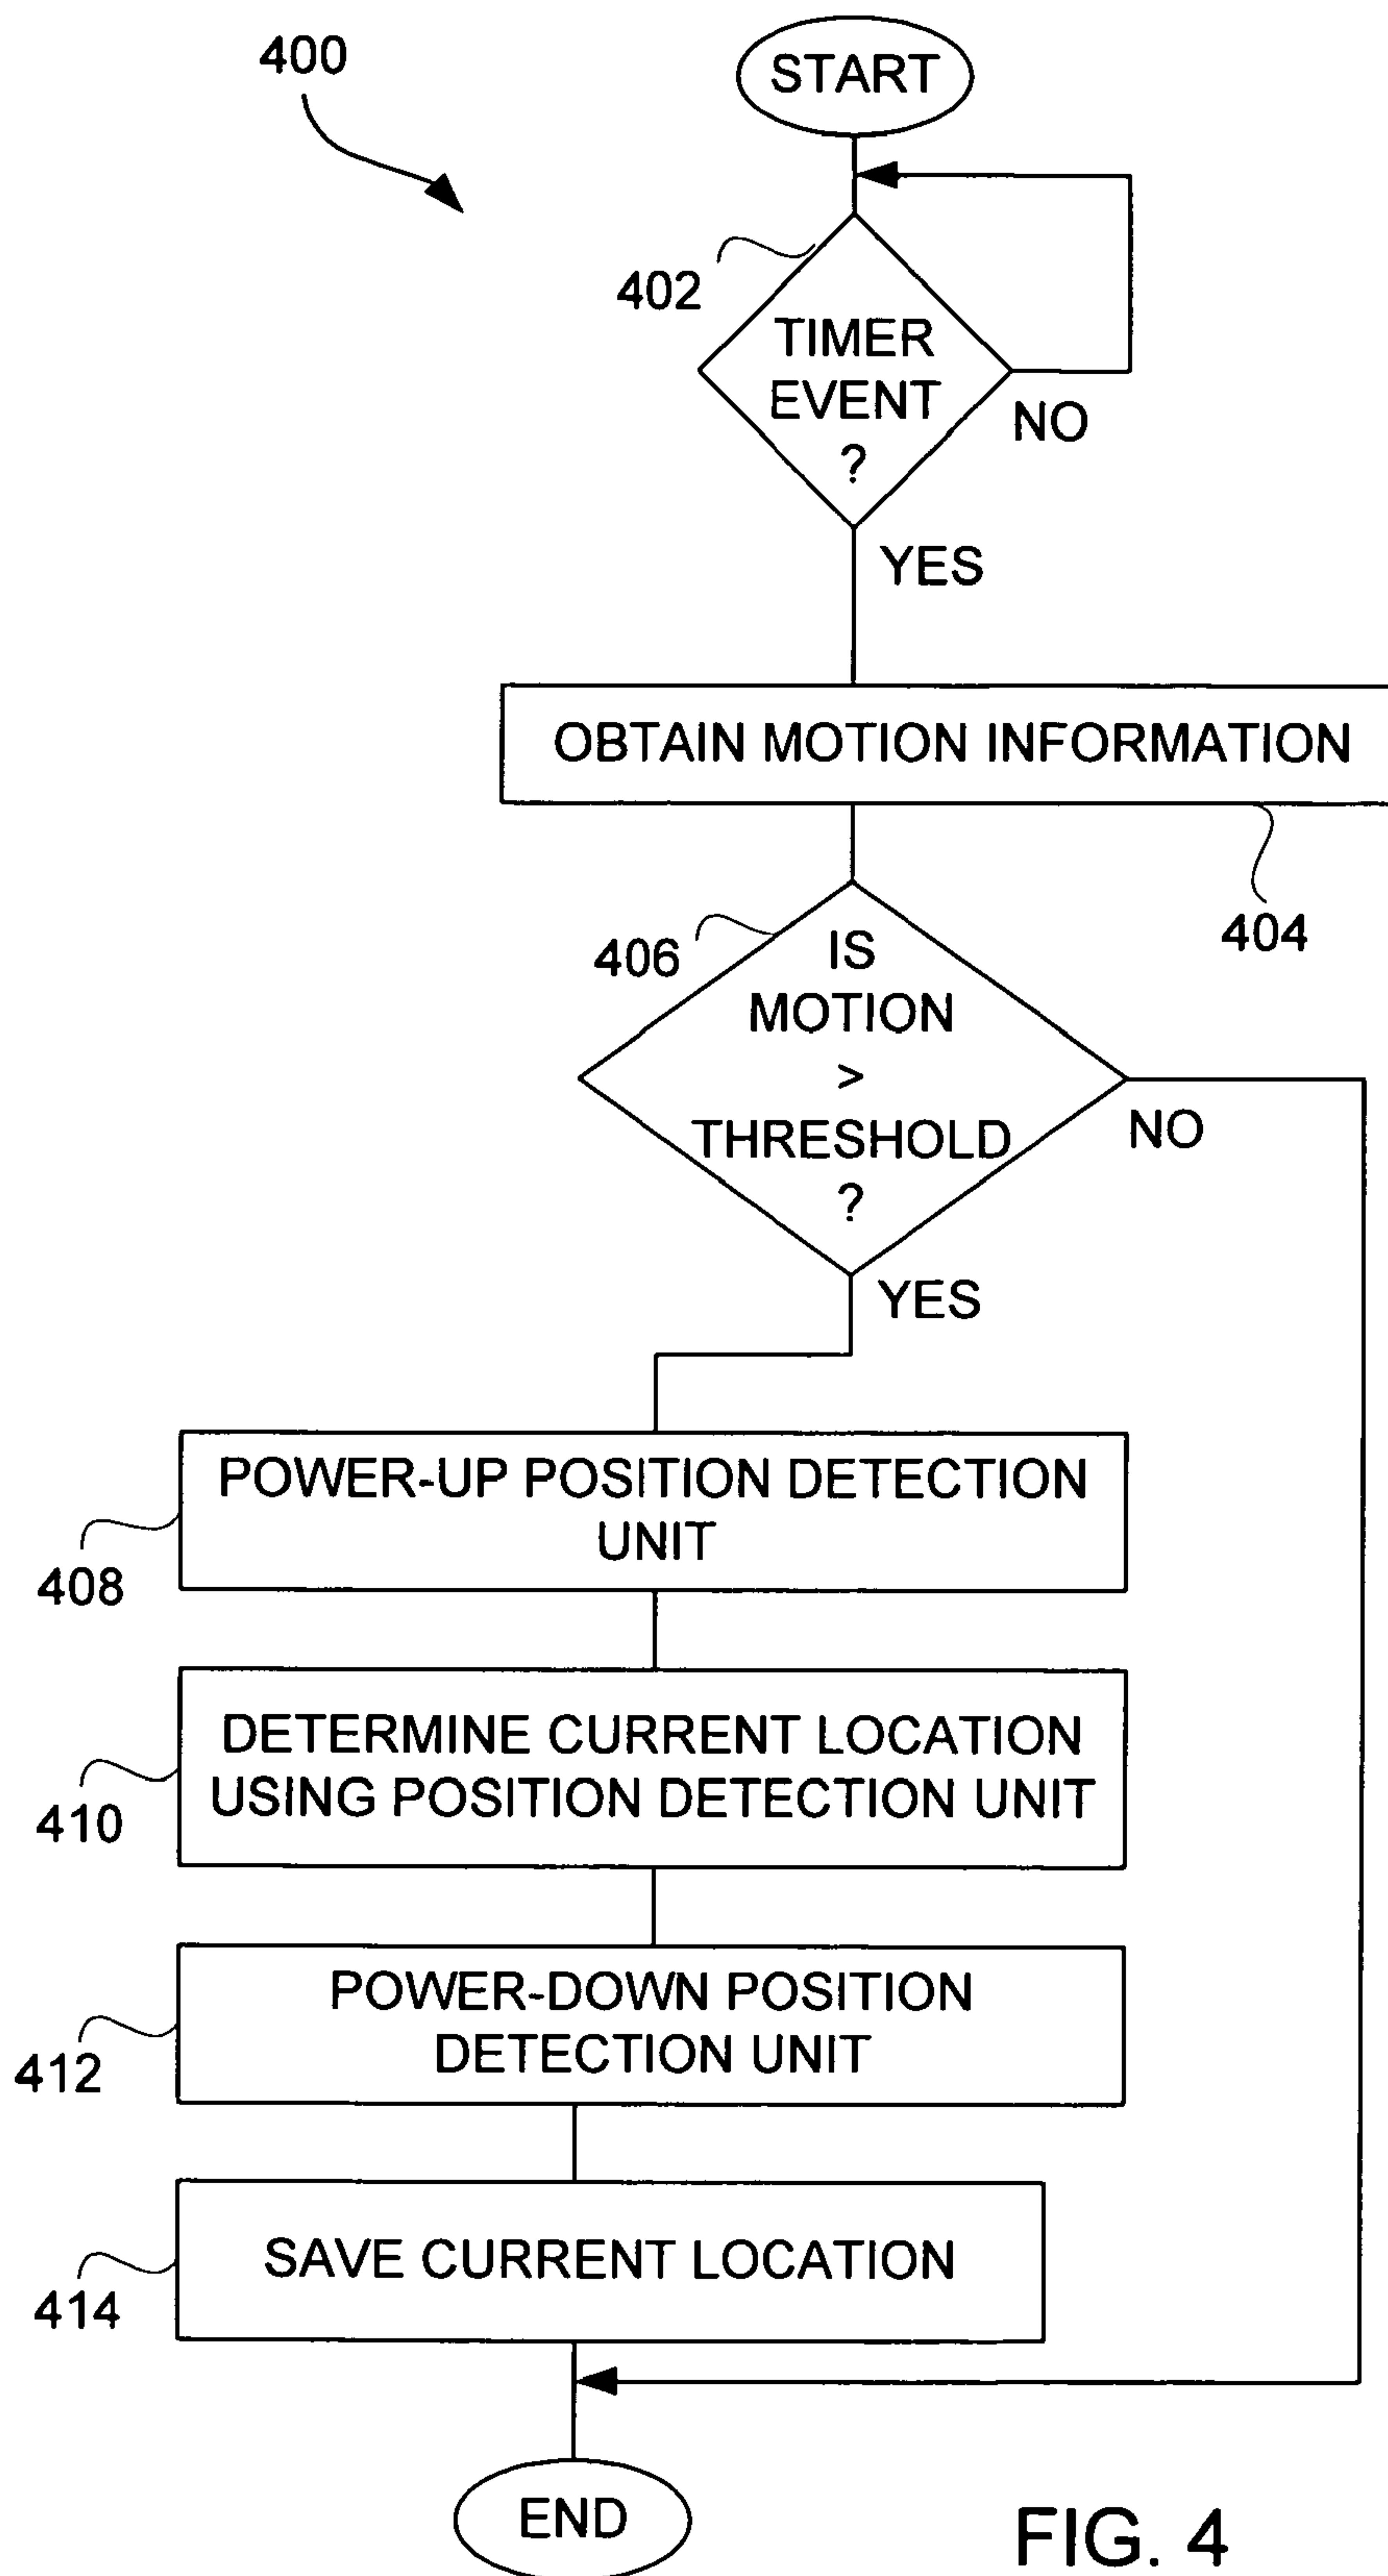 400
START
402
TIMER
EVENT
?
NO
YES
OBTAIN MOTION INFORMATION
404
406
IS
MOTION
>
THRESHOLD
?
NO
YES
POWER-UP POSITION DETECTION
UNIT
408
DETERMINE CURRENT LOCATION
USING POSITION DETECTION UNIT
410
POWER-DOWN POSITION
DETECTION UNIT
412
SAVE CURRENT LOCATION
414
END
FIG. 4